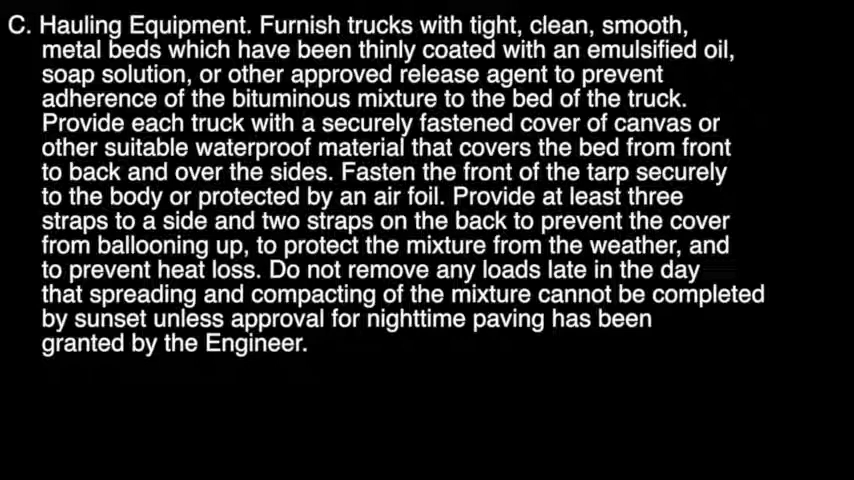 C. Hauling Equipment. Furnish trucks with tight, clean, smooth,
metal beds which have been thinly coated with an emulsified oil,
soap solution, or other approved release agent to prevent
adherence of the bituminous mixture to the bed of the truck.
Provide each truck with a securely fastened cover of canvas or
other suitable waterproof material that covers the bed from front
to back and over the sides. Fasten the front of the tarp securely
to the body or protected by an air foil. Provide at least three
straps to a side and two straps on the back to prevent the cover
from ballooning up, to protect the mixture from the weather, and
to prevent heat loss. Do not remove any loads late in the day
that spreading and compacting of the mixture cannot be completed
by sunset unless approval for nighttime paving has been
granted by the Engineer.